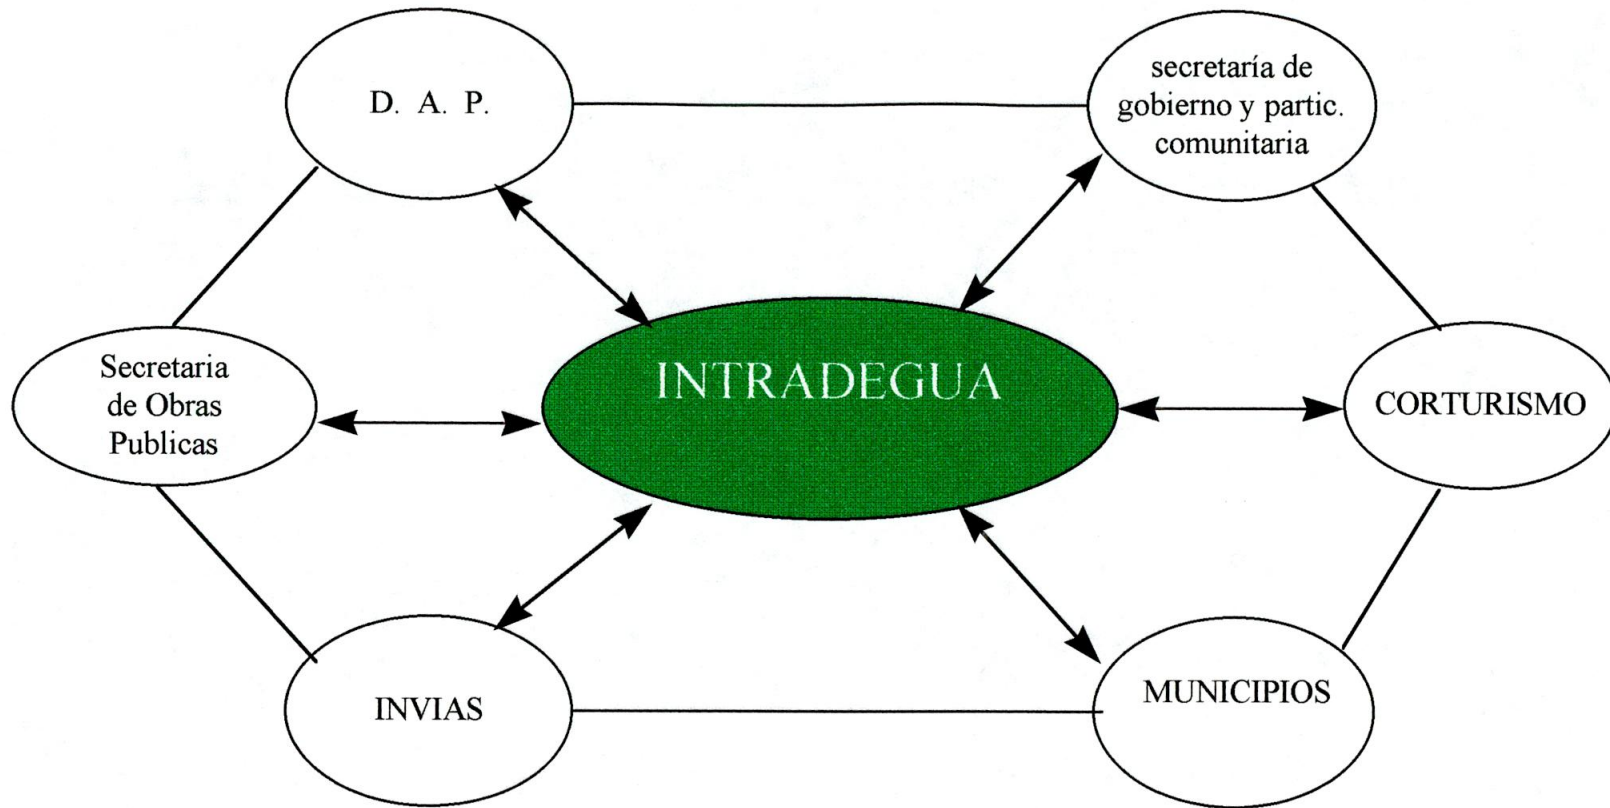 D. A. P.
secretaría de
gobierno y partic.
comunitaria
Secretaria
de Obras
Publicas
INTRADEGUA
CORTURISMO
INVIAS
MUNICIPIOS